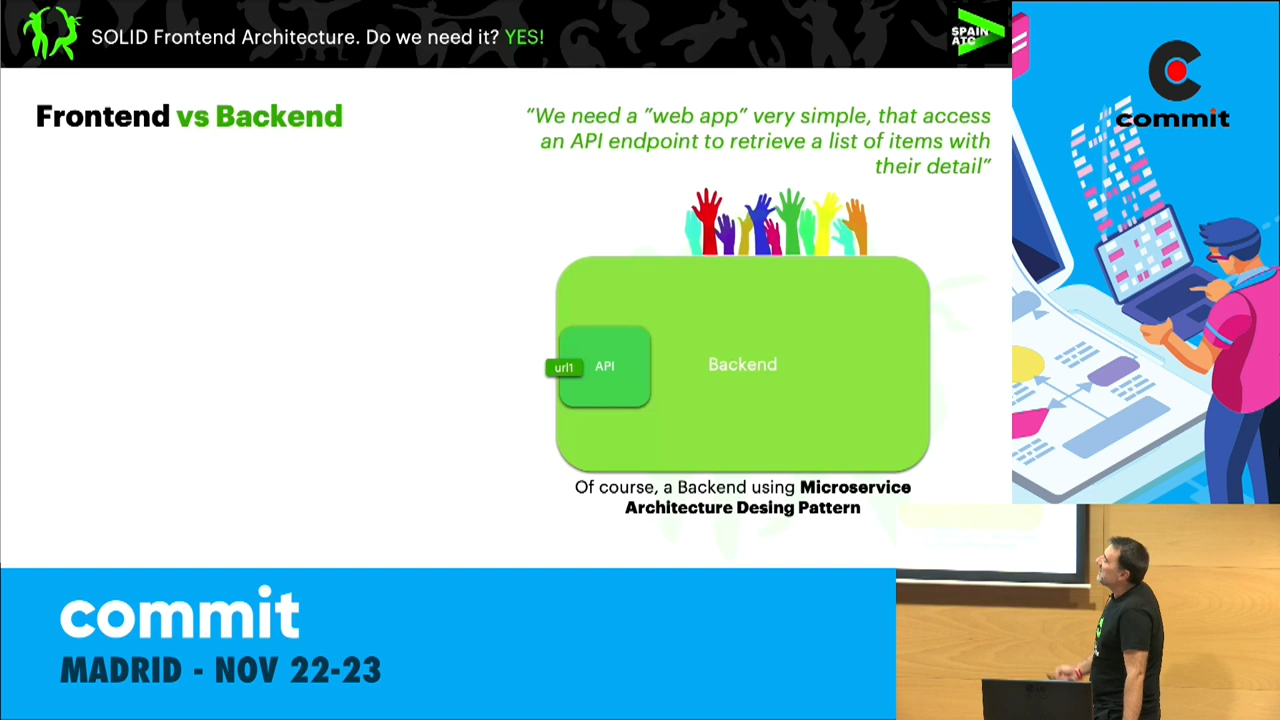 SOLID Frontend Architecture. Do we need it? YES!
SPAIN
ATC
commit
Frontend vs Backend
“We need a ”web app” very simple, that access
an API endpoint to retrieve a list of items with
their detail”
url1
API
Backend
Of course, a Backend using Microservice
Architecture Desing Pattern
commit
MADRID - NOV 22-23